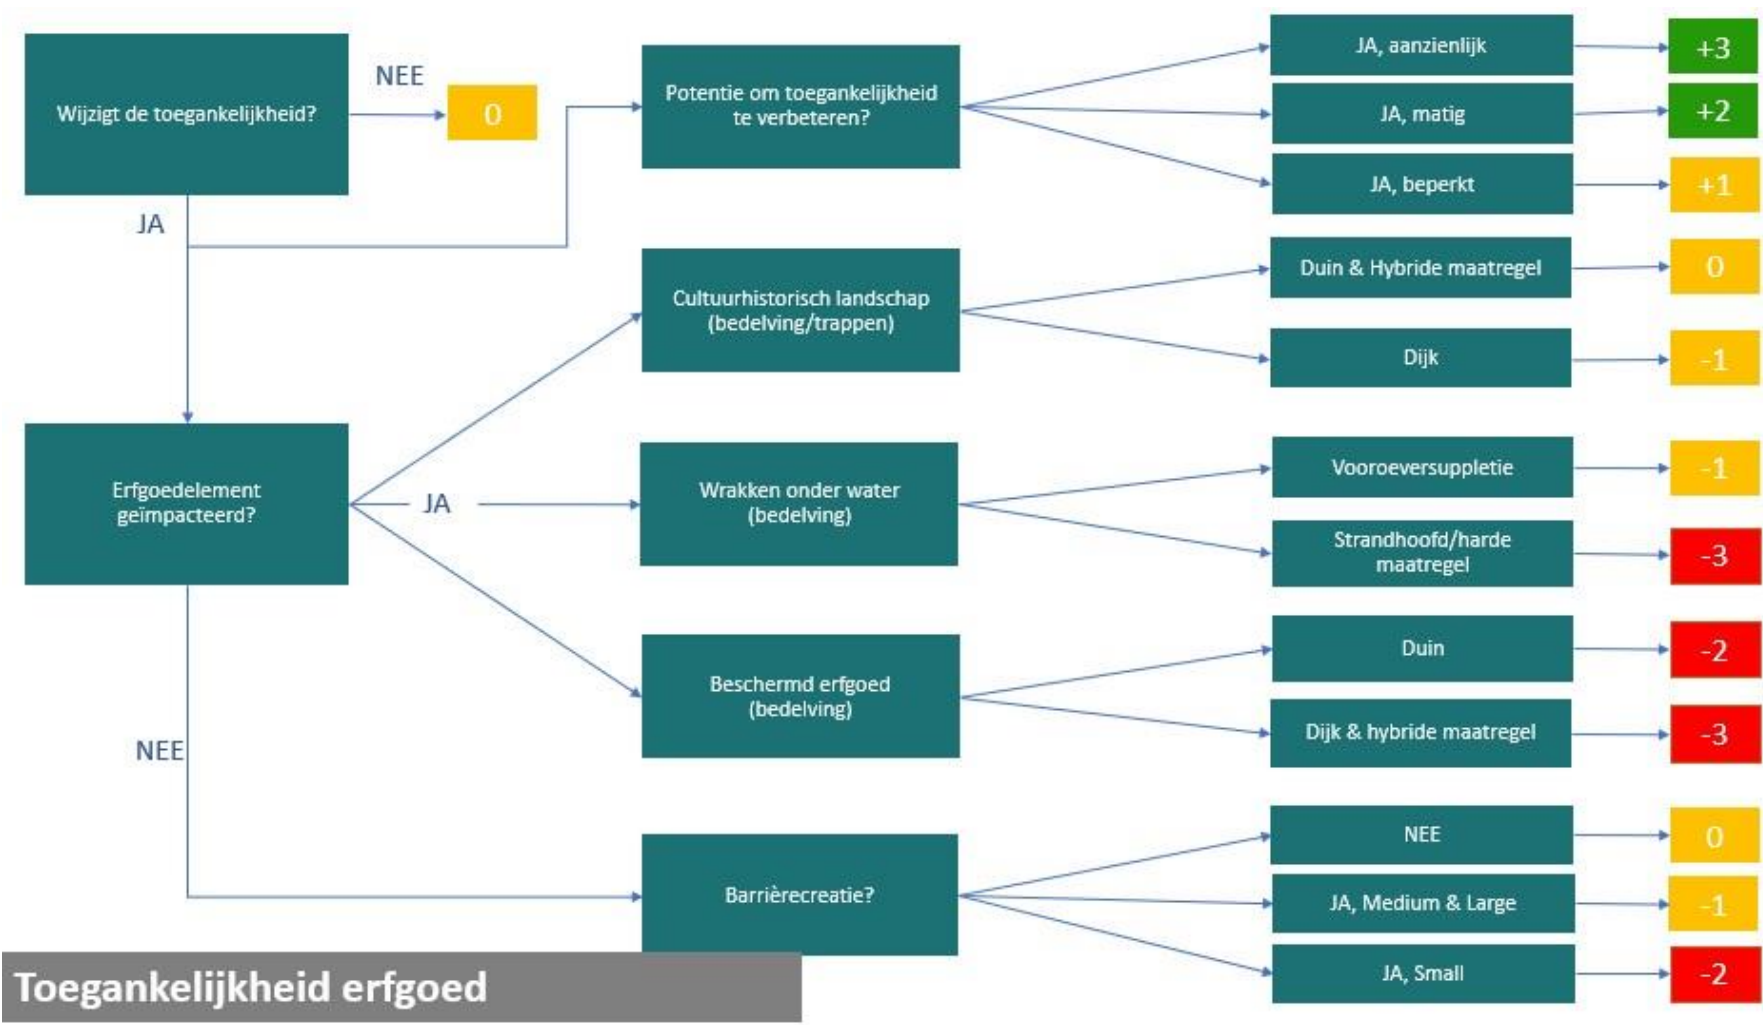 Wijzigt de toegankelijkheid?
NEE
0
JA
Potentie om toegankelijkheid
te verbeteren?
JA, aanzienlijk
+3
JA, matig
+2
JA, beperkt
+1
Erfgoedelement
geïmpacteerd?
JA
Cultuurhistorisch landschap
(bedelving/trappen)
Duin & Hybride maatregel
0
Dijk
-1
Wrakken onder water
(bedelving)
Vooroeversuppletie
-1
Strandhoofd/harde
maatregel
-3
Beschermd erfgoed
(bedelving)
Duin
-2
Dijk & hybride maatregel
-3
NEE
Barrièrecreatie?
NEE
0
JA, Medium & Large
-1
JA, Small
-2
Toegankelijkheid erfgoed